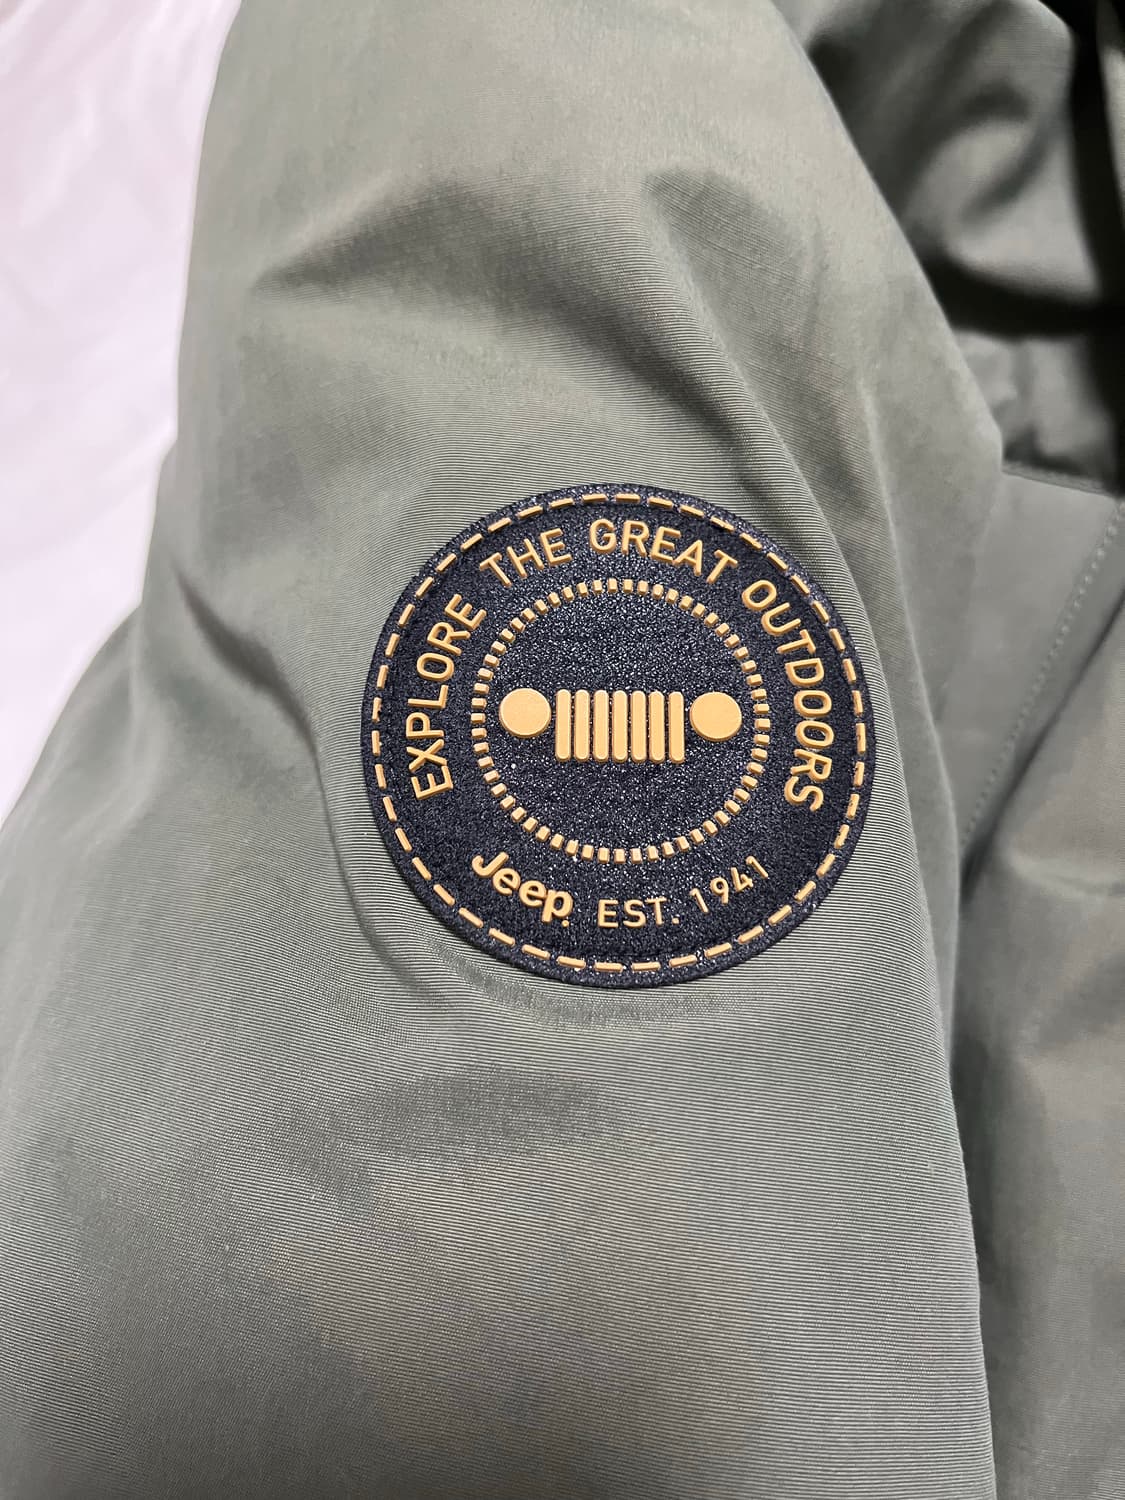 EXPLORE THE GREAT OUTDOORS
Jeep. EST. 1941